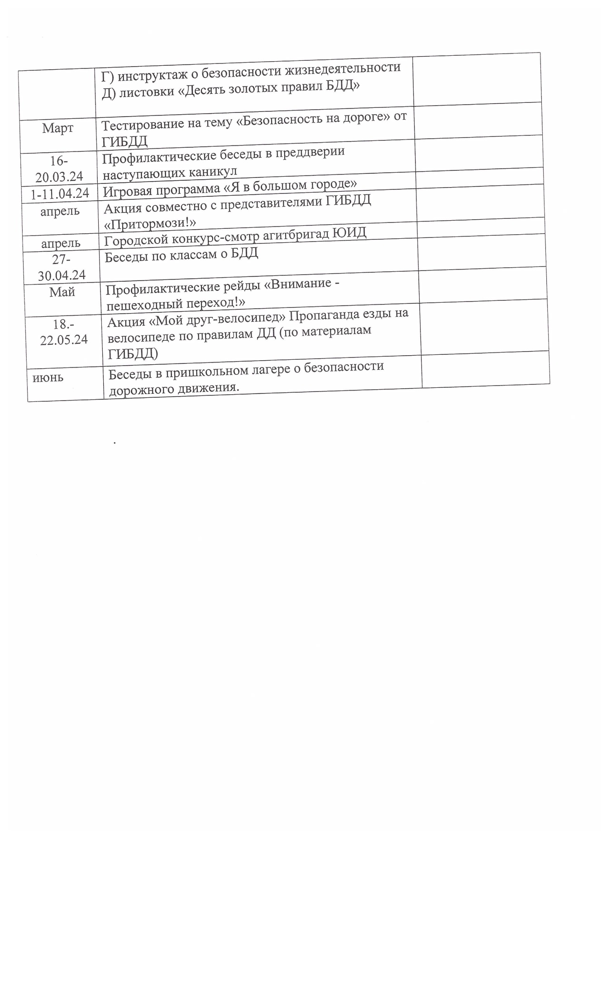 Г) инструктаж о безопасности жизнедеятельности
Д) листовки «Десять золотых правил БДД»
Март
Тестирование на тему «Безопасность на дороге» от
ГИБДД
16-
20.03.24
Профилактические беседы в преддверии
наступающих каникул
1-11.04.24
Игровая программа «Я в большом городе»
апрель
Акция совместно с представителями ГИБДД
«Притормози!»
апрель
Городской конкурс-смотр агитбригад ЮИД
27-
30.04.24
Беседы по классам о БДД
Май
Профилактические рейды «Внимание -
пешеходный переход!»
18.-
22.05.24
Акция «Мой друг-велосипед» Пропаганда езды на
велосипеде по правилам ДД (по материалам
ГИБДД)
июнь
Беседы в пришкольном лагере о безопасности
дорожного движения.